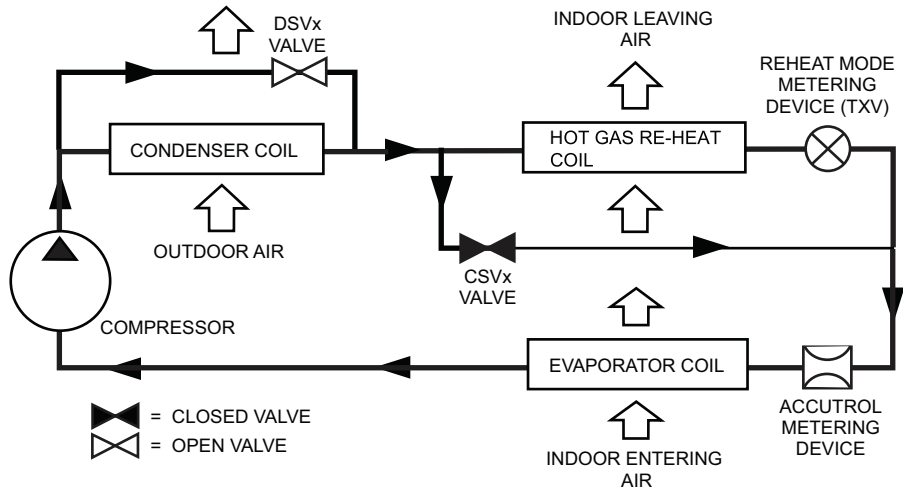 DSVx
VALVE
INDOOR LEAVING
AIR
REHEAT MODE
METERING
DEVICE (TXV)
CONDENSER COIL
HOT GAS RE-HEAT
COIL
OUTDOOR AIR
CSVx
VALVE
COMPRESSOR
EVAPORATOR COIL
ACCUTROL
METERING
DEVICE
= CLOSED VALVE
= OPEN VALVE
INDOOR ENTERING
AIR